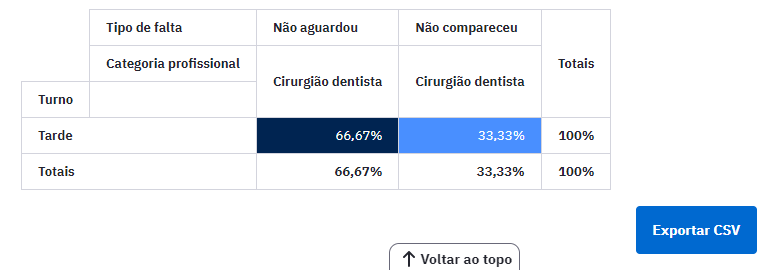 Tipo de falta Não aguardou Não compareceu
Categoria profissional Cirurgião dentista Cirurgião dentista Totais
Turno
Tarde 66,67% 33,33% 100%
Totais 66,67% 33,33% 100%
Exportar CSV
Voltar ao topo